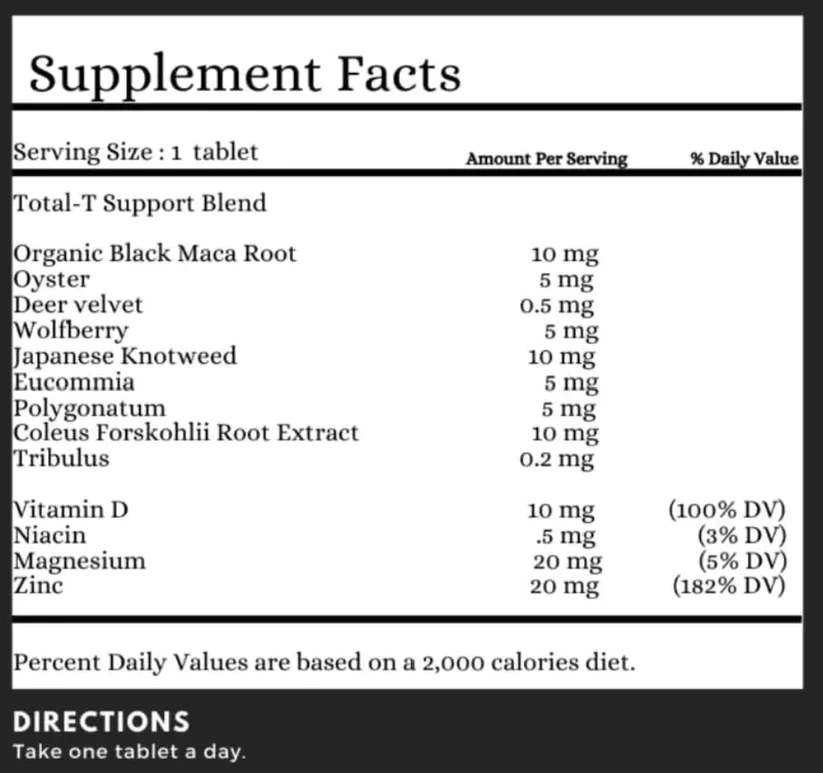 Supplement Facts
Serving Size : 1 tablet Amount Per Serving % Daily Value
Total-T Support Blend
Organic Black Maca Root 10 mg
Oyster 5 mg
Deer velvet 0.5 mg
Wolfberry 5 mg
Japanese Knotweed 10 mg
Eucommia 5 mg
Polygonatum 5 mg
Coleus Forskohlii Root Extract 10 mg
Tribulus 0.2 mg
Vitamin D 10 mg (100% DV)
Niacin .5 mg (3% DV)
Magnesium 20 mg (5% DV)
Zinc 20 mg (182% DV)
Percent Daily Values are based on a 2,000 calories diet.
DIRECTIONS
Take one tablet a day.